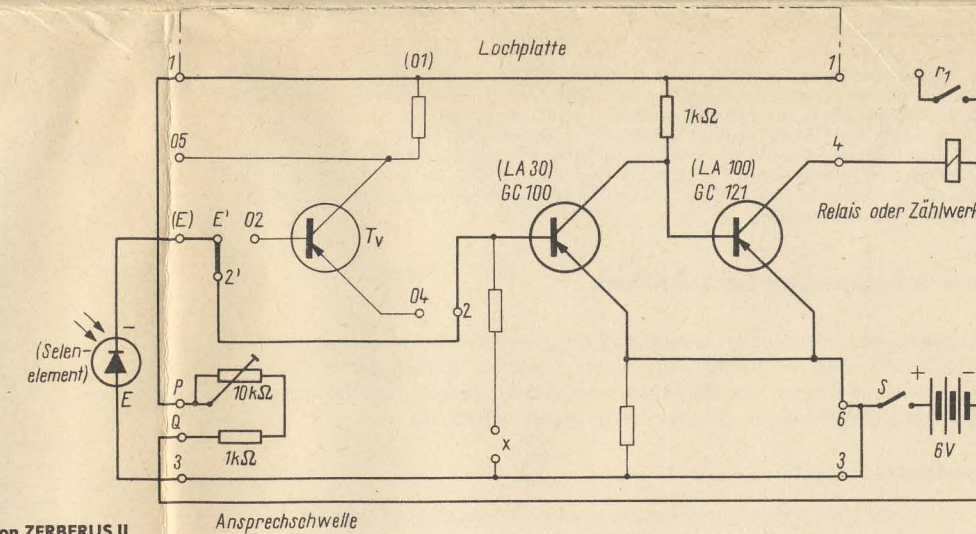 Lochplatte
1
(01)
1
r1
1kΩ
05
4
(LA 30)
GC 100
(LA 100)
GC 121
Relais oder Zählwerk
(E)
E'
02
Tv
2'
04
2
(Selen-
element)
−
E
P
10kΩ
Q
1kΩ
3
x
S
+
−
6
6V
3
Ansprechschwelle
on ZERBERUS II